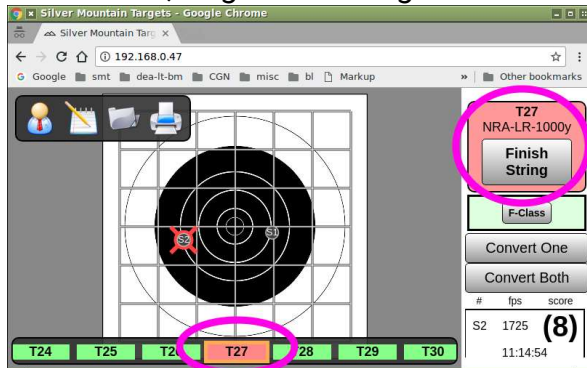 Silver Mountain Targets - Google Chrome
Silver Mountain Targ
192.168.0.47
Google smt dea-lt-bm CGN misc bl Markup » Other bookmarks
T27
NRA-LR-1000y
Finish
String
F-Class
Convert One
Convert Both
# fps score
S2 1725 (8)
11:14:54
S2 S1
T24 T25 T26 T27 T28 T29 T30